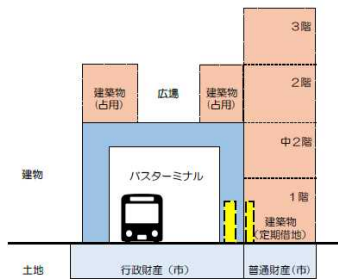 3階
2階
建築物
(占用)
広場
建築物
(占用)
中2階
建物
バスターミナル
1階
建築物
(定期借地)
土地
行政財産（市）
普通財産(市)